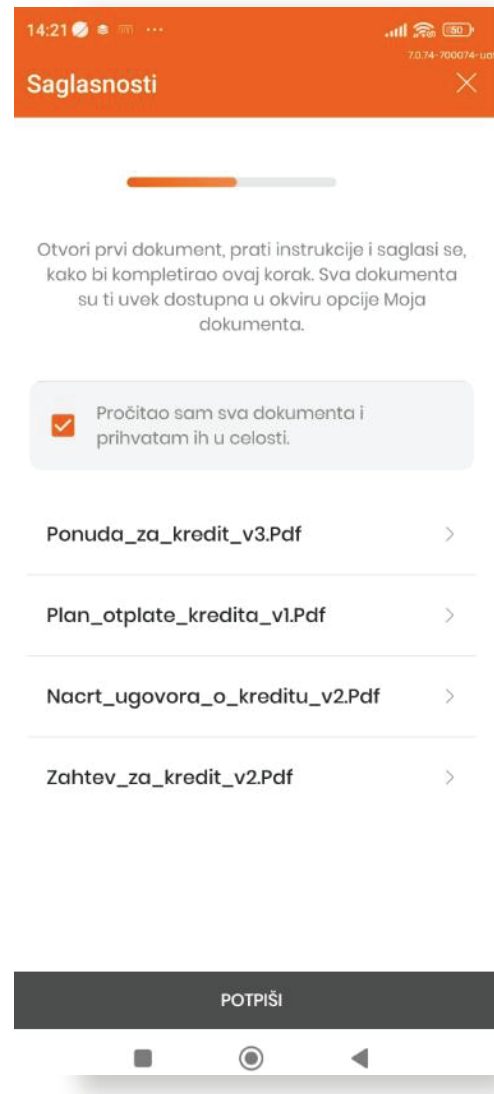 14:21
50
7.0.74-700074-uat
Saglasnosti
Otvori prvi dokument, prati instrukcije i saglasi se,
kako bi kompletirao ovaj korak. Sva dokumenta
su ti uvek dostupna u okviru opcije Moja
dokumenta.
Pročitao sam sva dokumenta i
prihvatam ih u celosti.
Ponuda_za_kredit_v3.Pdf
Plan_otplate_kredita_v1.Pdf
Nacrt_ugovora_o_kreditu_v2.Pdf
Zahtev_za_kredit_v2.Pdf
POTPIŠI